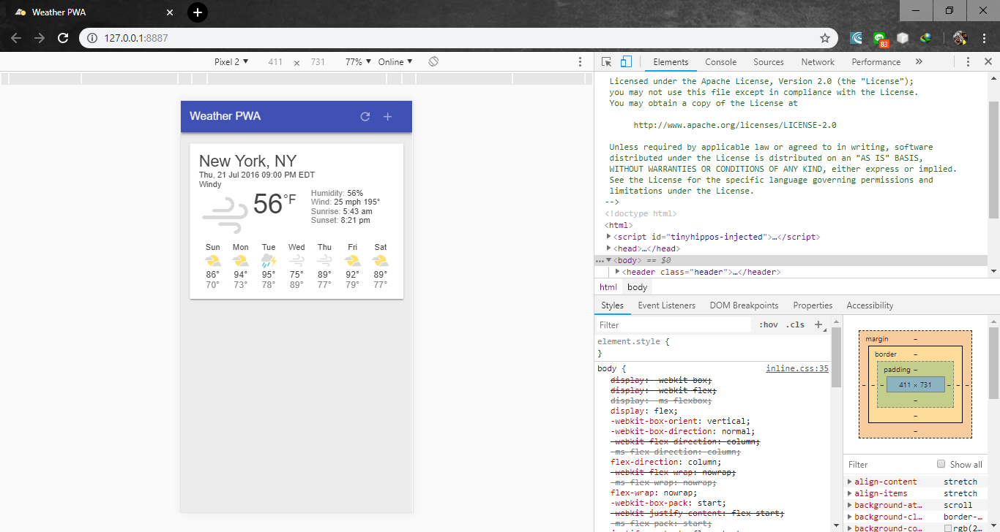 Weather PWA
127.0.0.1:8887
83
Pixel 2 ▼ 411 × 731 77% ▼ Online ▼
Weather PWA
New York, NY
Thu, 21 Jul 2016 09:00 PM EDT
Windy
56°F
Humidity: 56%
Wind: 25 mph 195°
Sunrise: 5:43 am
Sunset: 8:21 pm
Sun Mon Tue Wed Thu Fri Sat
86° 94° 95° 75° 89° 92° 89°
70° 73° 78° 89° 77° 79° 77°
Elements Console Sources Network Performance »
Licensed under the Apache License, Version 2.0 (the "License");
you may not use this file except in compliance with the License.
You may obtain a copy of the License at
http://www.apache.org/licenses/LICENSE-2.0
Unless required by applicable law or agreed to in writing, software
distributed under the License is distributed on an "AS IS" BASIS,
WITHOUT WARRANTIES OR CONDITIONS OF ANY KIND, either express or implied.
See the License for the specific language governing permissions and
limitations under the License.
-->
<!doctype html>
<html>
<script id="tinyhippos-injected">…</script>
<head>…</head>
<body> == $0
<header class="header">…</header>
html body
Styles Event Listeners DOM Breakpoints Properties Accessibility
Filter :hov .cls +
element.style {
}
body { inline.css:35
display: -webkit-box;
display: -webkit-flex;
display: -ms-flexbox;
display: flex;
-webkit-box-orient: vertical;
-webkit-box-direction: normal;
-webkit-flex-direction: column;
-ms-flex-direction: column;
flex-direction: column;
-webkit-flex-wrap: nowrap;
-ms-flex-wrap: nowrap;
flex-wrap: nowrap;
-webkit-box-pack: start;
-webkit-justify-content: flex-start;
-ms-flex-pack: start;
margin –
border –
padding –
411 × 731
Filter Show all
align-content stretch
align-items stretch
background-at… scroll
background-cl… border-…
background-co… rgb(2…